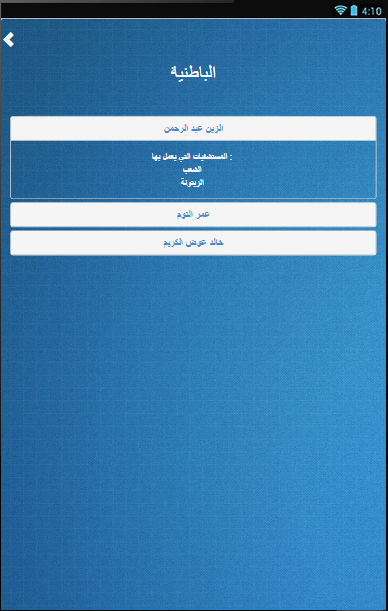 4:10
الباطنية
الزين عبد الرحمن
المستشفيات التي يعمل بها :
الشعب
الزيتونة
عمر التوم
خالد عوض الكريم